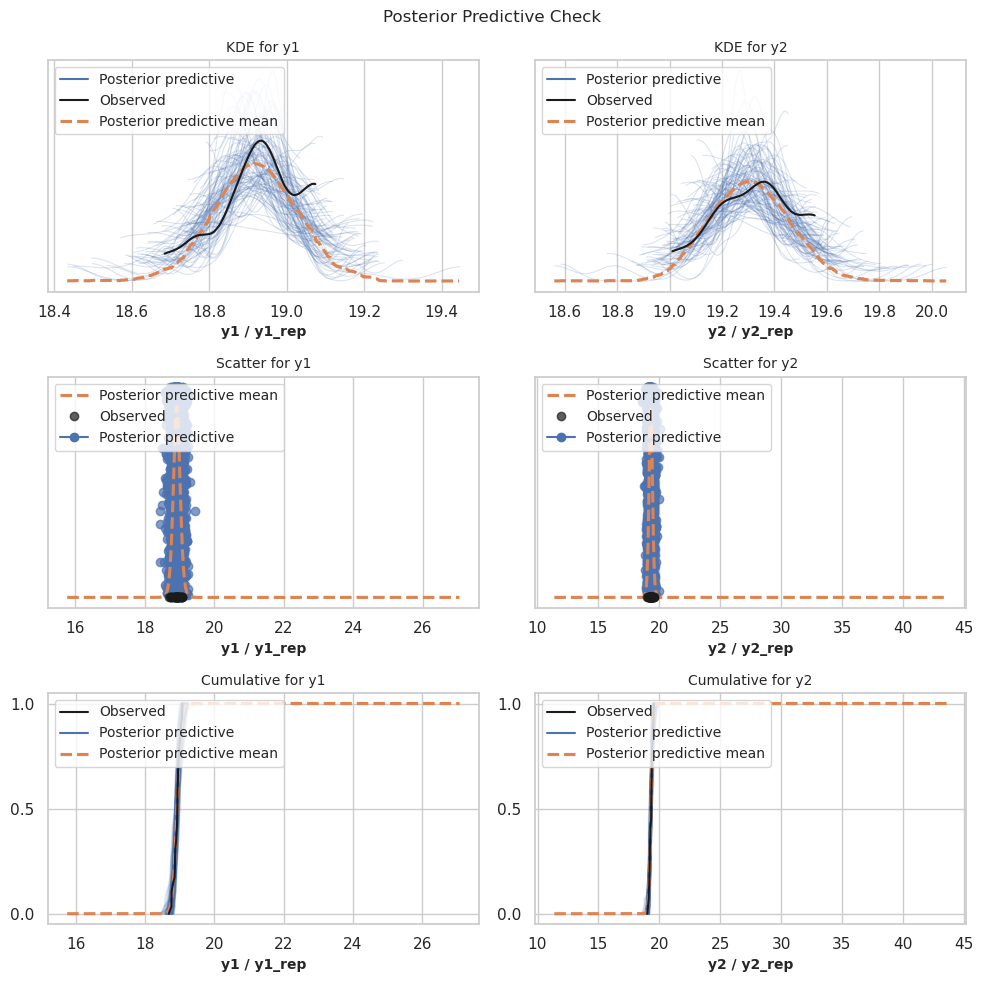 Posterior Predictive Check
KDE for y1
Posterior predictive
Observed
Posterior predictive mean
18.4 18.6 18.8 19.0 19.2 19.4
y1 / y1_rep
KDE for y2
Posterior predictive
Observed
Posterior predictive mean
18.6 18.8 19.0 19.2 19.4 19.6 19.8 20.0
y2 / y2_rep
Scatter for y1
Posterior predictive mean
Observed
Posterior predictive
16 18 20 22 24 26
y1 / y1_rep
Scatter for y2
Posterior predictive mean
Observed
Posterior predictive
10 15 20 25 30 35 40 45
y2 / y2_rep
Cumulative for y1
1.0
0.5
0.0
Observed
Posterior predictive
Posterior predictive mean
16 18 20 22 24 26
y1 / y1_rep
Cumulative for y2
1.0
0.5
0.0
Observed
Posterior predictive
Posterior predictive mean
10 15 20 25 30 35 40 45
y2 / y2_rep